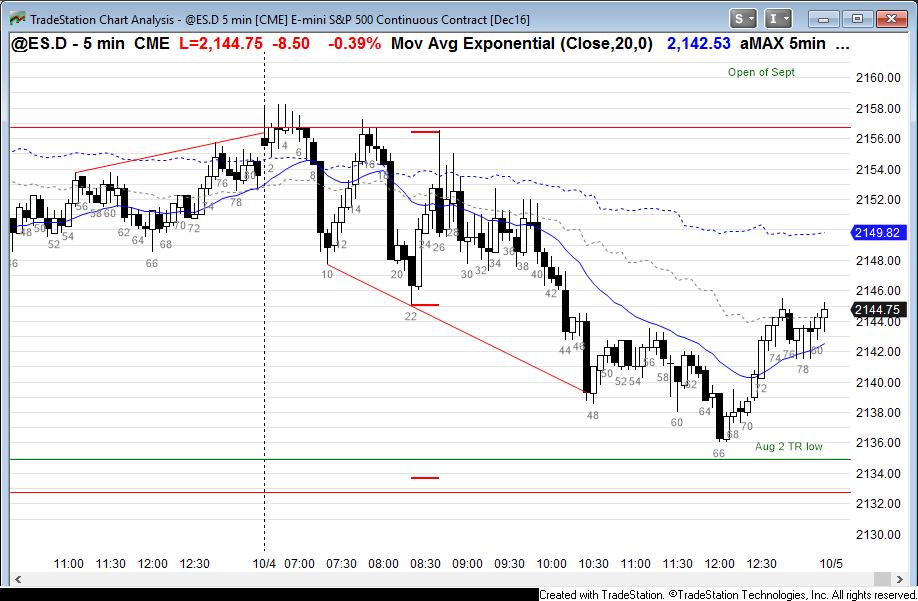 TradeStation Chart Analysis - @ES.D 5 min [CME] E-mini S&P 500 Continuous Contract [Dec16]
S I
@ES.D - 5 min CME L=2,144.75 -8.50 -0.39% Mov Avg Exponential (Close,20,0) 2,142.53 aMAX 5min ...
Open of Sept
2160.00
2158.00
2156.00
2154.00
2152.00
2149.82
2148.00
2146.00
2144.75
2144.00
2142.00
2140.00
2138.00
2136.00
2134.00
2132.00
2130.00
46 48 50 52 54 56 58 60 62 64 66 68 70 72 76 78 80
2 4 6 8 10 12 14 16 18 20 22 24 26 28 30 32 34 36 38 40 42 44 46 48 50 52 54 56 58 60 62 64 66 68 70 72 74 76 78 80
Aug 2 TR low
11:00 11:30 12:00 12:30 10/4 07:00 07:30 08:00 08:30 09:00 09:30 10:00 10:30 11:00 11:30 12:00 12:30 10/5
Created with TradeStation. ©TradeStation Technologies, Inc. All rights reserved.